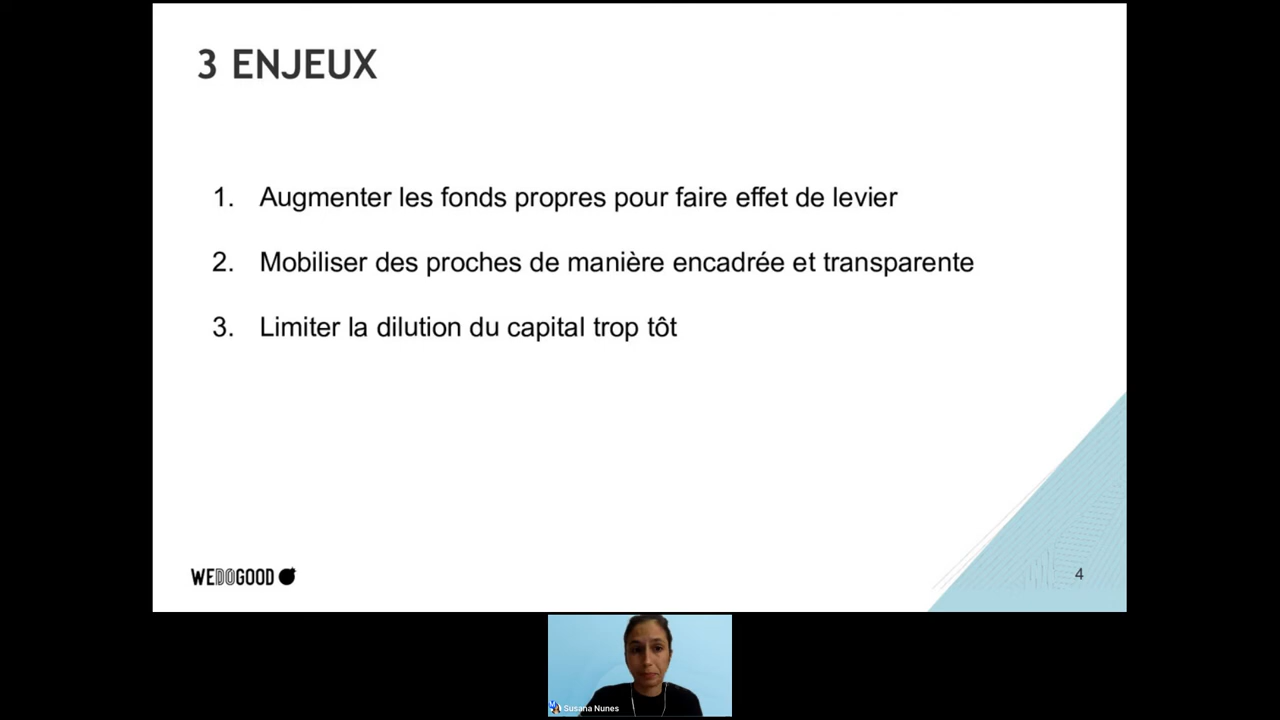 3 ENJEUX
1. Augmenter les fonds propres pour faire effet de levier
2. Mobiliser des proches de manière encadrée et transparente
3. Limiter la dilution du capital trop tôt
WEDOGOOD
4
Susana Nunes